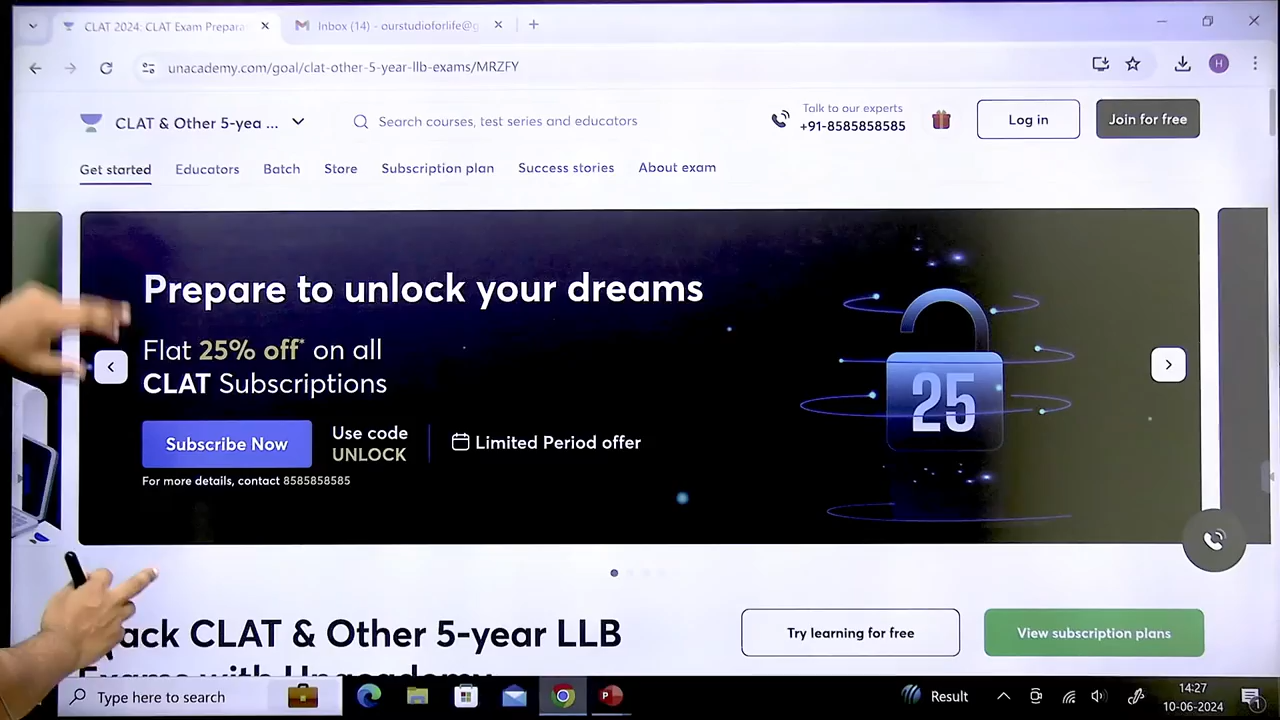 CLAT 2024: CLAT Exam Prepara
Inbox (14) - ourstudioforlife@g
unacademy.com/goal/clat-other-5-year-llb-exams/MRZFY
H
CLAT & Other 5-yea ...
Search courses, test series and educators
Talk to our experts
+91-8585858585
Log in
Join for free
Get started
Educators
Batch
Store
Subscription plan
Success stories
About exam
Prepare to unlock your dreams
Flat 25% off* on all
CLAT Subscriptions
25
Subscribe Now
Use code
UNLOCK
Limited Period offer
For more details, contact 8585858585
ack CLAT & Other 5-year LLB
Exams with Unacademy
Try learning for free
View subscription plans
Type here to search
Result
14:27
10-06-2024
1